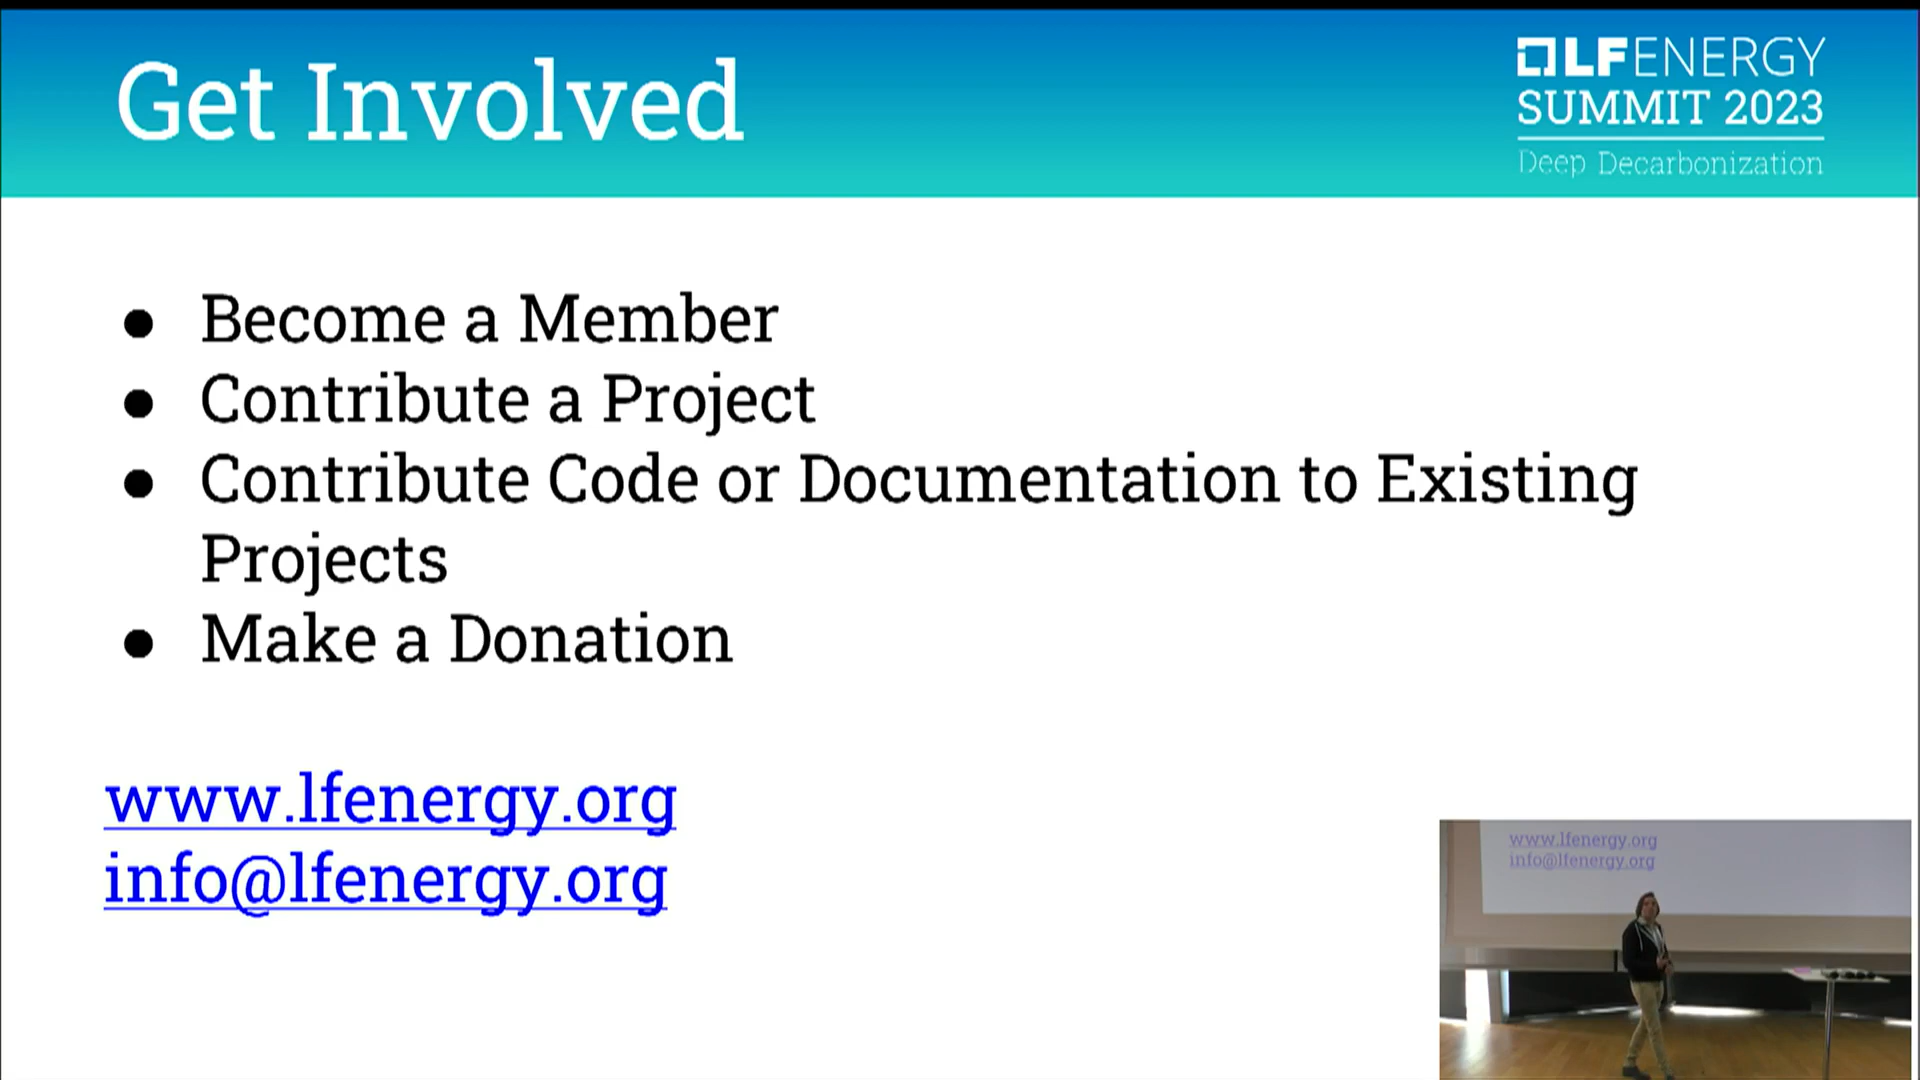 Get Involved
LFENERGY
SUMMIT 2023
Deep Decarbonization
● Become a Member
● Contribute a Project
● Contribute Code or Documentation to Existing
Projects
● Make a Donation
www.lfenergy.org
info@lfenergy.org
www.lfenergy.org
info@lfenergy.org